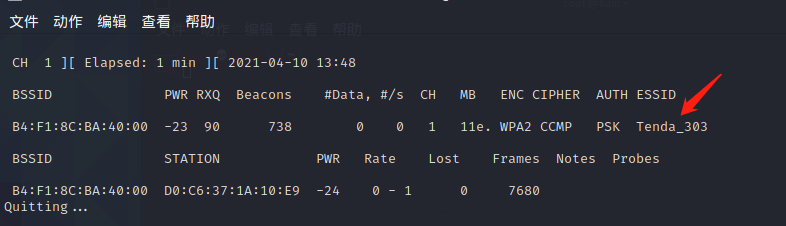 文件 动作 编辑 查看 帮助
CH 1 ][ Elapsed: 1 min ][ 2021-04-10 13:48
BSSID PWR RXQ Beacons #Data, #/s CH MB ENC CIPHER AUTH ESSID
B4:F1:8C:BA:40:00 -23 90 738 0 0 1 11e. WPA2 CCMP PSK Tenda_303
BSSID STATION PWR Rate Lost Frames Notes Probes
B4:F1:8C:BA:40:00 D0:C6:37:1A:10:E9 -24 0 - 1 0 7680
Quitting...